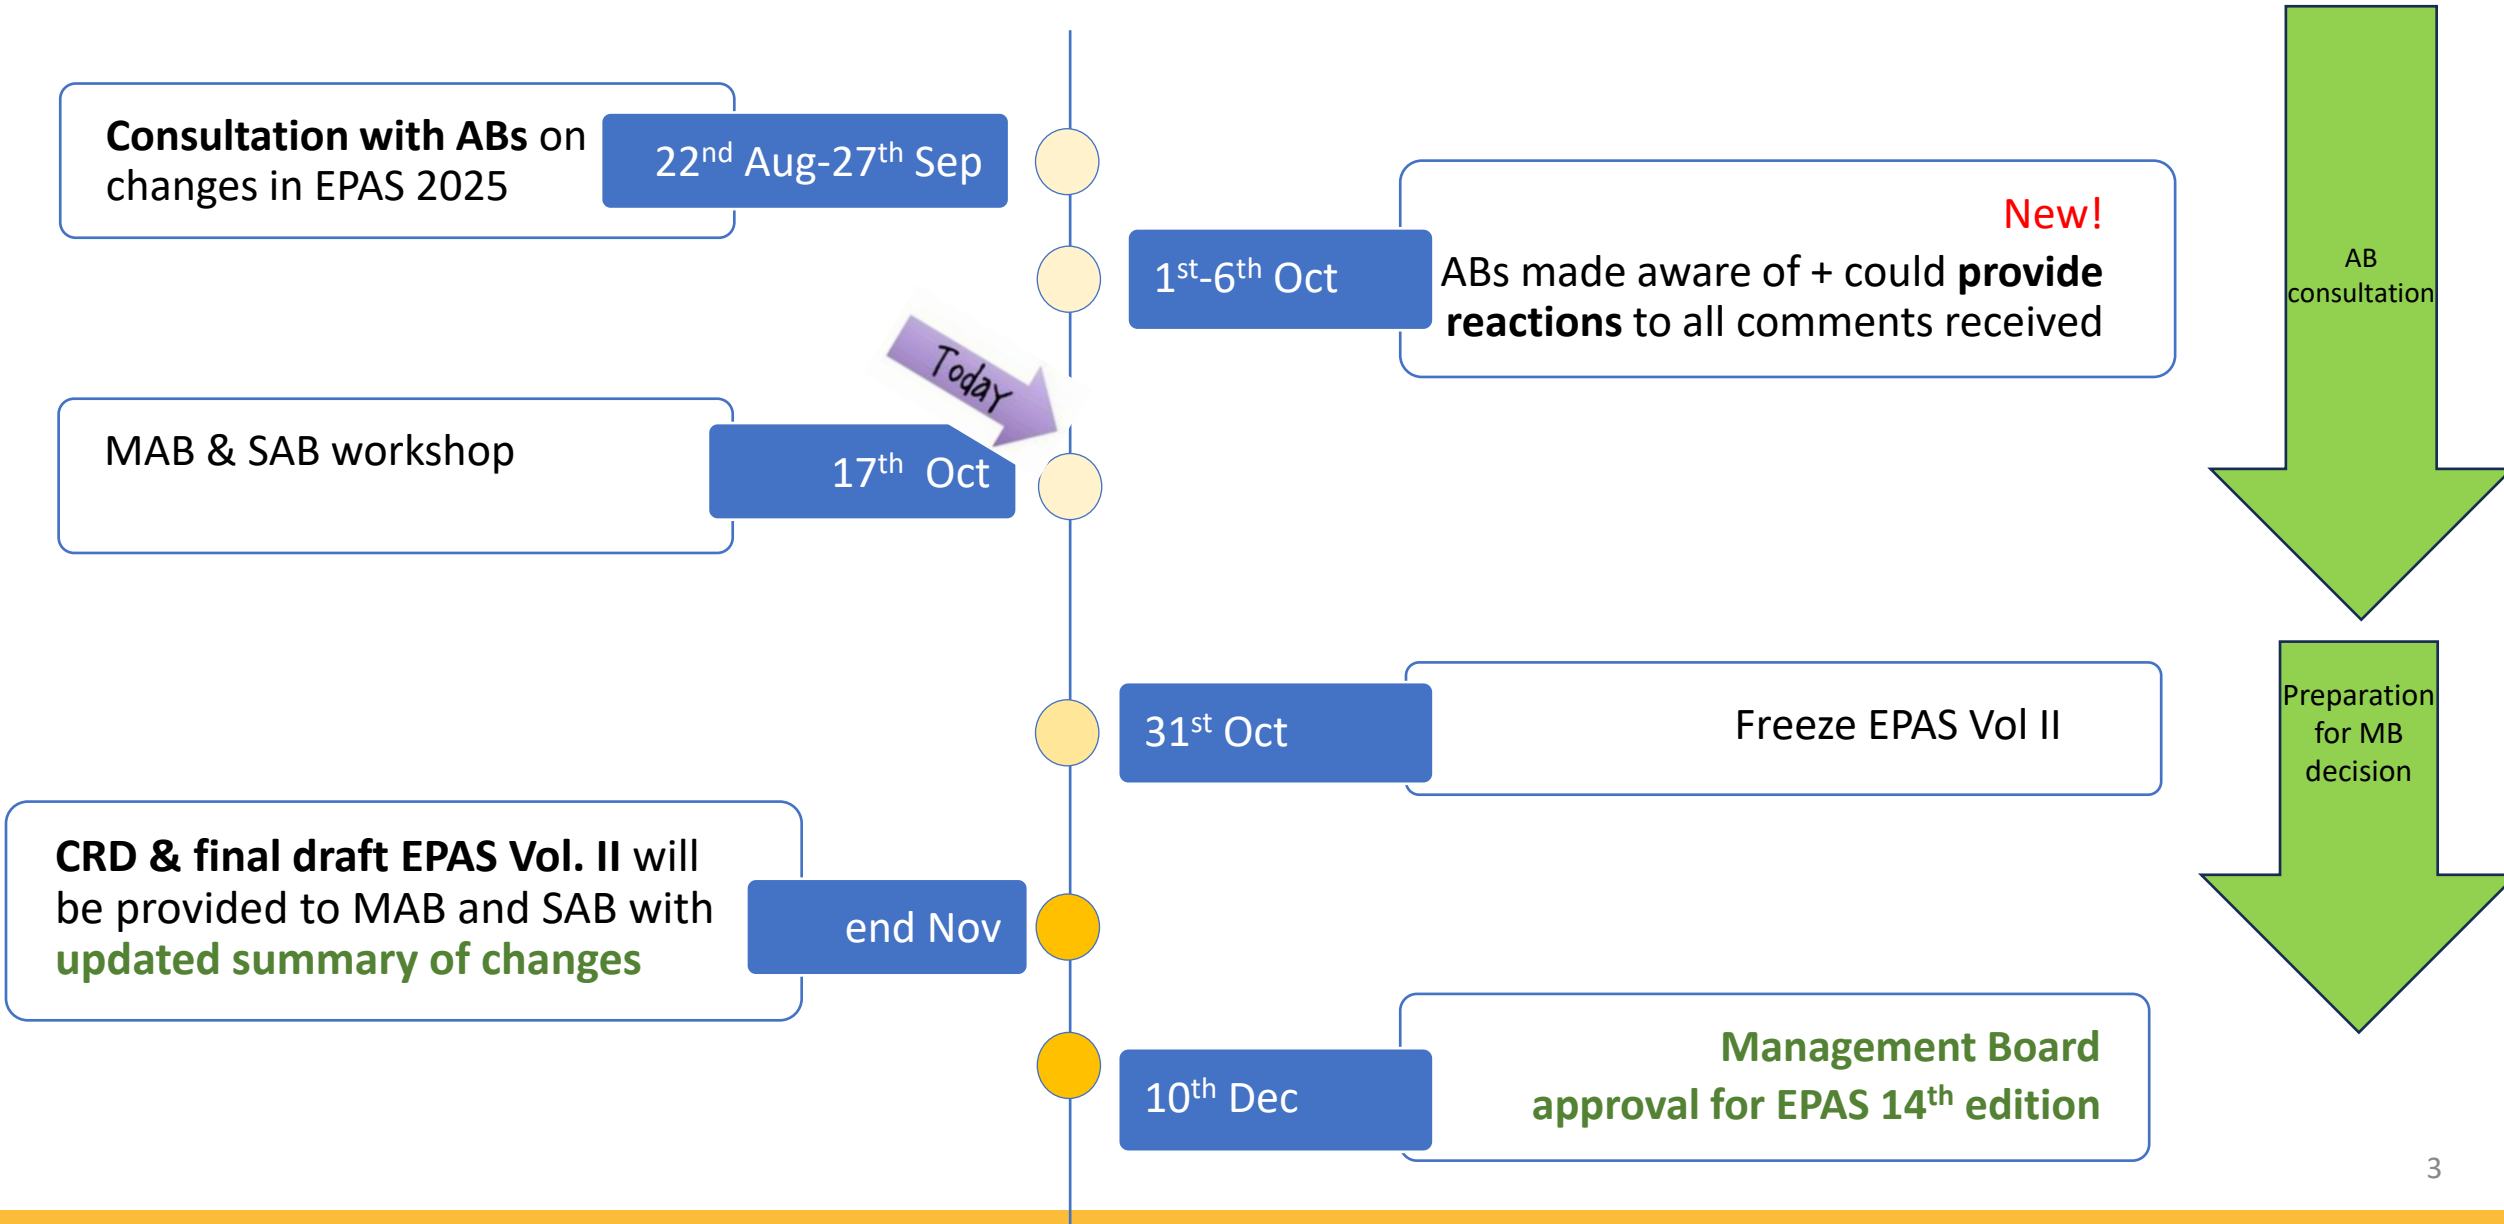 Consultation with ABs on
changes in EPAS 2025
22nd Aug-27th Sep
New!
1st-6th Oct
ABs made aware of + could provide
reactions to all comments received
AB
consultation
Today
MAB & SAB workshop
17th Oct
31st Oct
Freeze EPAS Vol II
Preparation
for MB
decision
CRD & final draft EPAS Vol. II will
be provided to MAB and SAB with
updated summary of changes
end Nov
10th Dec
Management Board
approval for EPAS 14th edition
3